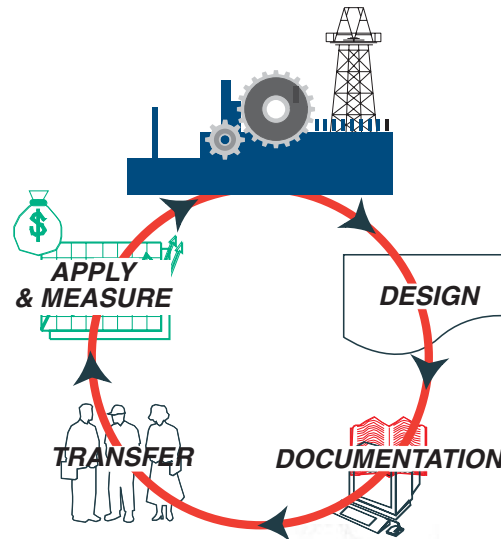 $
APPLY
& MEASURE
DESIGN
TRANSFER
DOCUMENTATION